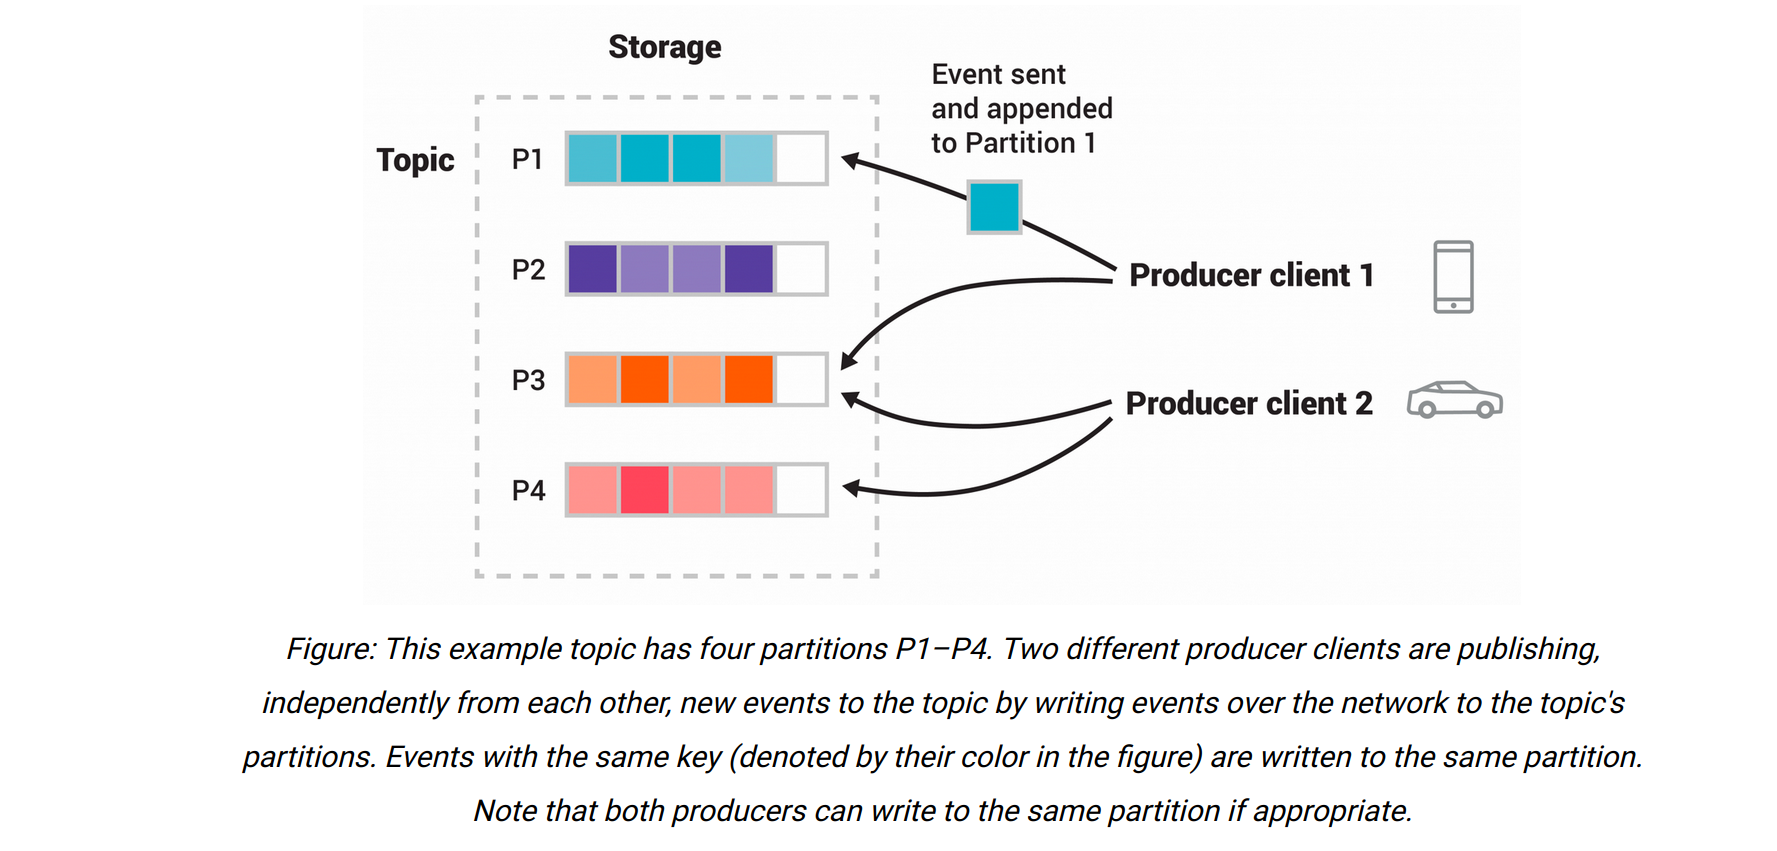 Storage
Event sent
and appended
to Partition 1
Topic
P1
P2
Producer client 1
P3
Producer client 2
P4
Figure: This example topic has four partitions P1–P4. Two different producer clients are publishing,
independently from each other, new events to the topic by writing events over the network to the topic's
partitions. Events with the same key (denoted by their color in the figure) are written to the same partition.
Note that both producers can write to the same partition if appropriate.